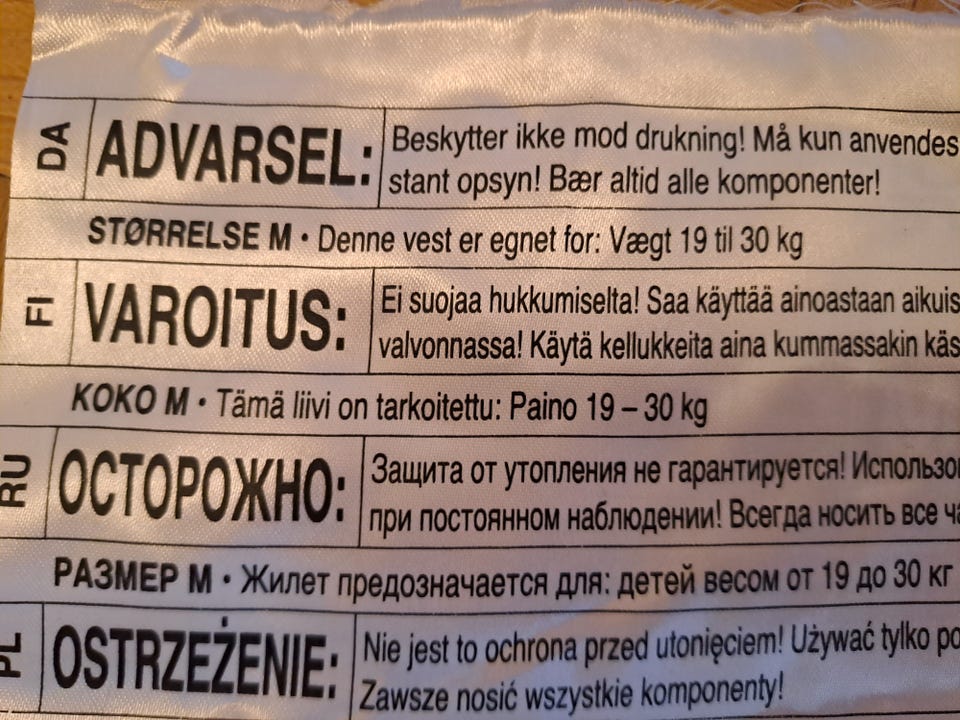 DA ADVARSEL: Beskytter ikke mod drukning! Må kun anvendes
stant opsyn! Bær altid alle komponenter!
STØRRELSE M • Denne vest er egnet for: Vægt 19 til 30 kg
FI VAROITUS: Ei suojaa hukkumiselta! Saa käyttää ainoastaan aikuis
valvonnassa! Käytä kellukkeita aina kummassakin käs
KOKO M • Tämä liivi on tarkoitettu: Paino 19 – 30 kg
RU ОСТОРОЖНО: Защита от утопления не гарантируется! Использо
при постоянном наблюдении! Всегда носить все ча
РАЗМЕР М • Жилет предозначается для: детей весом от 19 до 30 кг
PL OSTRZEŻENIE: Nie jest to ochrona przed utonięciem! Używać tylko po
Zawsze nosić wszystkie komponenty!